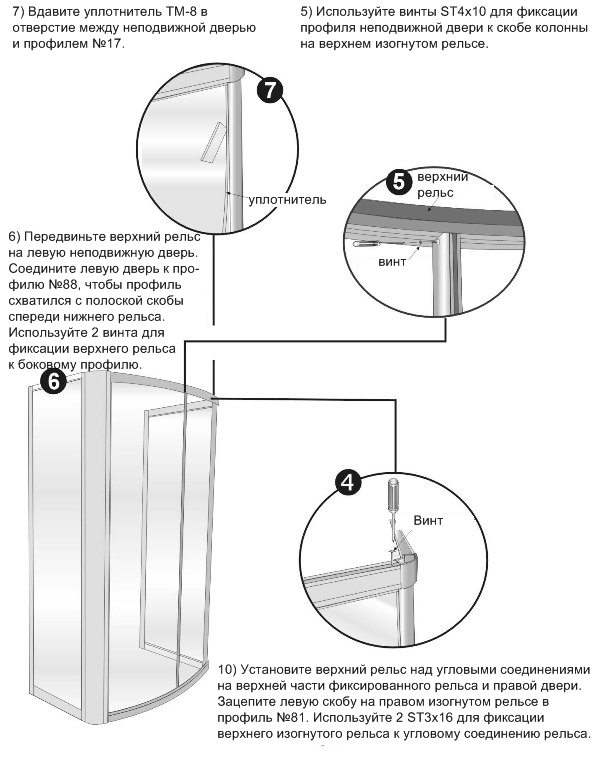 7) Вдавите уплотнитель ТМ-8 в
отверстие между неподвижной дверью
и профилем №17.
5) Используйте винты ST4x10 для фиксации
профиля неподвижной двери к скобе колонны
на верхнем изогнутом рельсе.
7
уплотнитель
5
верхний
рельс
винт
6) Передвиньте верхний рельс
на левую неподвижную дверь.
Соедините левую дверь к про-
филю №88, чтобы профиль
схватился с полоской скобы
спереди нижнего рельса.
Используйте 2 винта для
фиксации верхнего рельса
к боковому профилю.
6
4
Винт
10) Установите верхний рельс над угловыми соединениями
на верхней части фиксированного рельса и правой двери.
Зацепите левую скобу на правом изогнутом рельсе в
профиль №81. Используйте 2 ST3x16 для фиксации
верхнего изогнутого рельса к угловому соединению рельса.